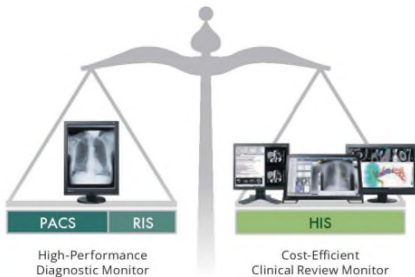 PACS
RIS
HIS
High-Performance
Diagnostic Monitor
Cost-Efficient
Clinical Review Monitor